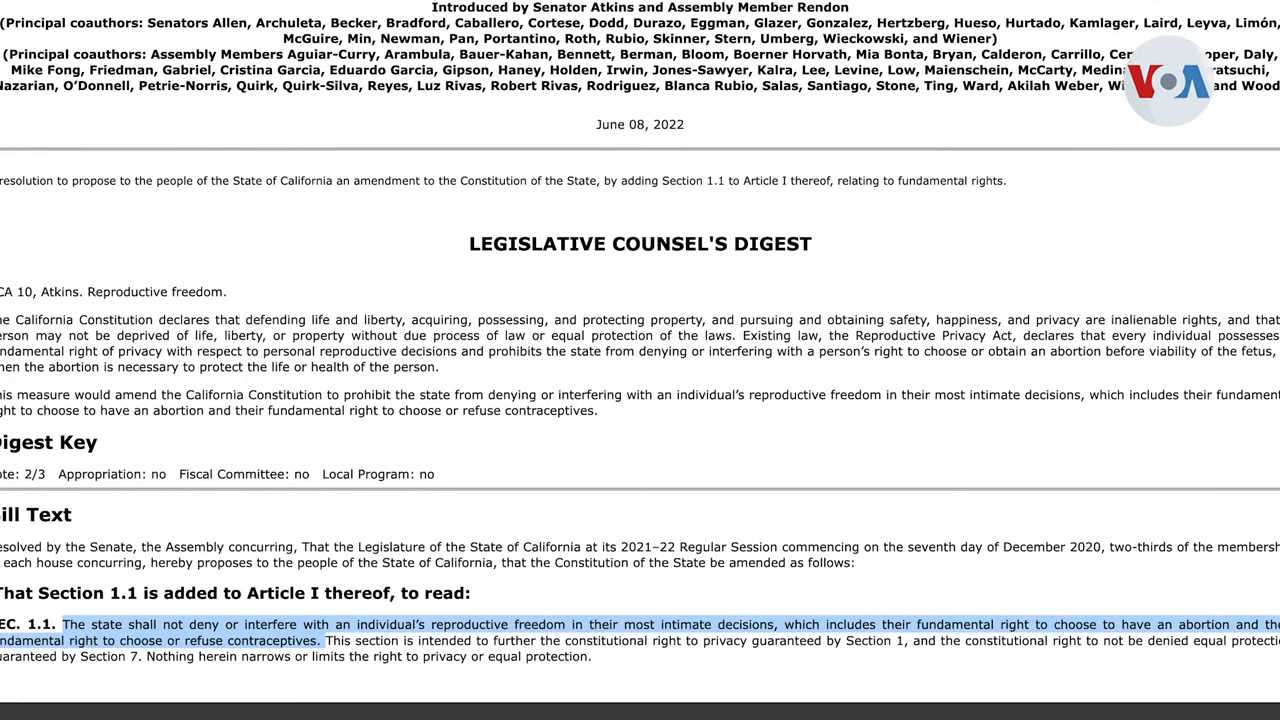 Introduced by Senator Atkins and Assembly Member Rendon
(Principal coauthors: Senators Allen, Archuleta, Becker, Bradford, Caballero, Cortese, Dodd, Durazo, Eggman, Glazer, Gonzalez, Hertzberg, Hueso, Hurtado, Kamlager, Laird, Leyva, Limón,
McGuire, Min, Newman, Pan, Portantino, Roth, Rubio, Skinner, Stern, Umberg, Wieckowski, and Wiener)
(Principal coauthors: Assembly Members Aguiar-Curry, Arambula, Bauer-Kahan, Bennett, Berman, Bloom, Boerner Horvath, Mia Bonta, Bryan, Calderon, Carrillo, Cer ooper, Daly,
Mike Fong, Friedman, Gabriel, Cristina Garcia, Eduardo Garcia, Gipson, Haney, Holden, Irwin, Jones-Sawyer, Kalra, Lee, Levine, Low, Maienschein, McCarty, Medina ratsuchi,
Nazarian, O’Donnell, Petrie-Norris, Quirk, Quirk-Silva, Reyes, Luz Rivas, Robert Rivas, Rodriguez, Blanca Rubio, Salas, Santiago, Stone, Ting, Ward, Akilah Weber, Wi and Wood
VOA
June 08, 2022
resolution to propose to the people of the State of California an amendment to the Constitution of the State, by adding Section 1.1 to Article I thereof, relating to fundamental rights.
LEGISLATIVE COUNSEL'S DIGEST
CA 10, Atkins. Reproductive freedom.
he California Constitution declares that defending life and liberty, acquiring, possessing, and protecting property, and pursuing and obtaining safety, happiness, and privacy are inalienable rights, and that
erson may not be deprived of life, liberty, or property without due process of law or equal protection of the laws. Existing law, the Reproductive Privacy Act, declares that every individual possesses
ndamental right of privacy with respect to personal reproductive decisions and prohibits the state from denying or interfering with a person’s right to choose or obtain an abortion before viability of the fetus,
hen the abortion is necessary to protect the life or health of the person.
his measure would amend the California Constitution to prohibit the state from denying or interfering with an individual’s reproductive freedom in their most intimate decisions, which includes their fundament
ght to choose to have an abortion and their fundamental right to choose or refuse contraceptives.
Digest Key
ote: 2/3 Appropriation: no Fiscal Committee: no Local Program: no
ill Text
esolved by the Senate, the Assembly concurring, That the Legislature of the State of California at its 2021–22 Regular Session commencing on the seventh day of December 2020, two-thirds of the membersh
each house concurring, hereby proposes to the people of the State of California, that the Constitution of the State be amended as follows:
That Section 1.1 is added to Article I thereof, to read:
EC. 1.1. The state shall not deny or interfere with an individual’s reproductive freedom in their most intimate decisions, which includes their fundamental right to choose to have an abortion and the
ndamental right to choose or refuse contraceptives. This section is intended to further the constitutional right to privacy guaranteed by Section 1, and the constitutional right to not be denied equal protectio
uaranteed by Section 7. Nothing herein narrows or limits the right to privacy or equal protection.